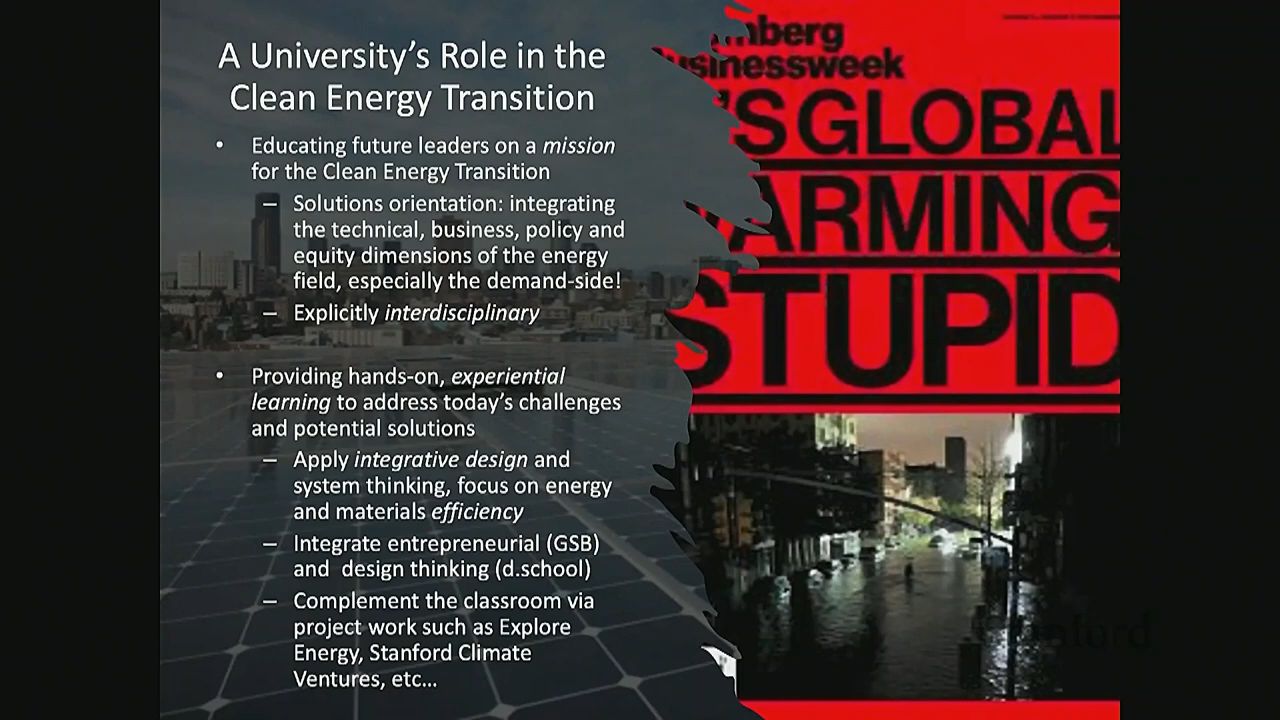 A University's Role in the
Clean Energy Transition
• Educating future leaders on a mission
for the Clean Energy Transition
– Solutions orientation: integrating
the technical, business, policy and
equity dimensions of the energy
field, especially the demand-side!
– Explicitly interdisciplinary
• Providing hands-on, experiential
learning to address today's challenges
and potential solutions
– Apply integrative design and
system thinking, focus on energy
and materials efficiency
– Integrate entrepreneurial (GSB)
and design thinking (d.school)
– Complement the classroom via
project work such as Explore
Energy, Stanford Climate
Ventures, etc...
mberg
usinessweek
'S GLOBAL
ARMING
STUPID